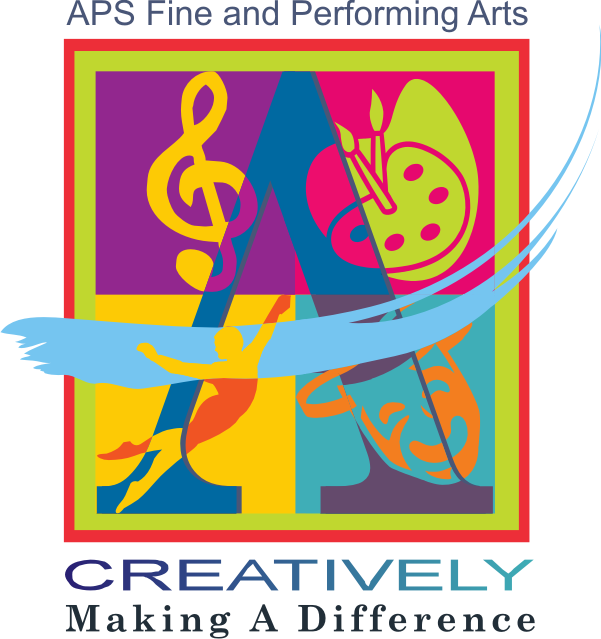 APS Fine and Performing Arts
A
CREATIVELY
Making A Difference